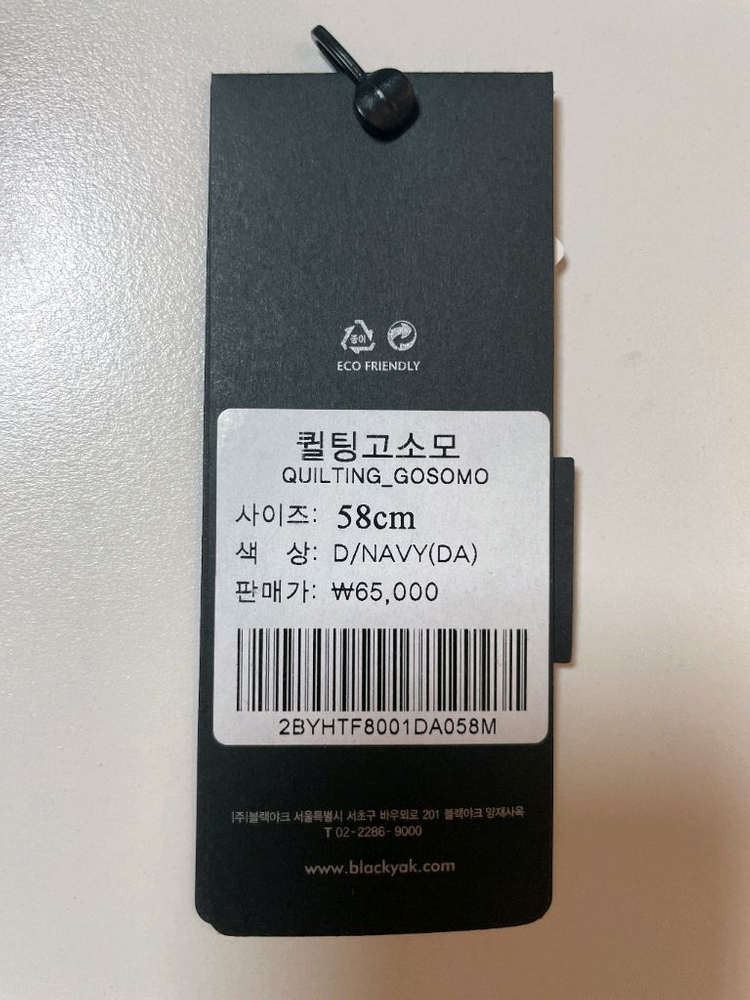 종이
ECO FRIENDLY
퀼팅고소모
QUILTING_GOSOMO
사이즈: 58cm
색 상: D/NAVY(DA)
판매가: ₩65,000
2BYHTF8001DA058M
(주)블랙야크 서울특별시 서초구 바우뫼로 201 블랙야크 양재사옥
T 02-2286-9000
www.blackyak.com